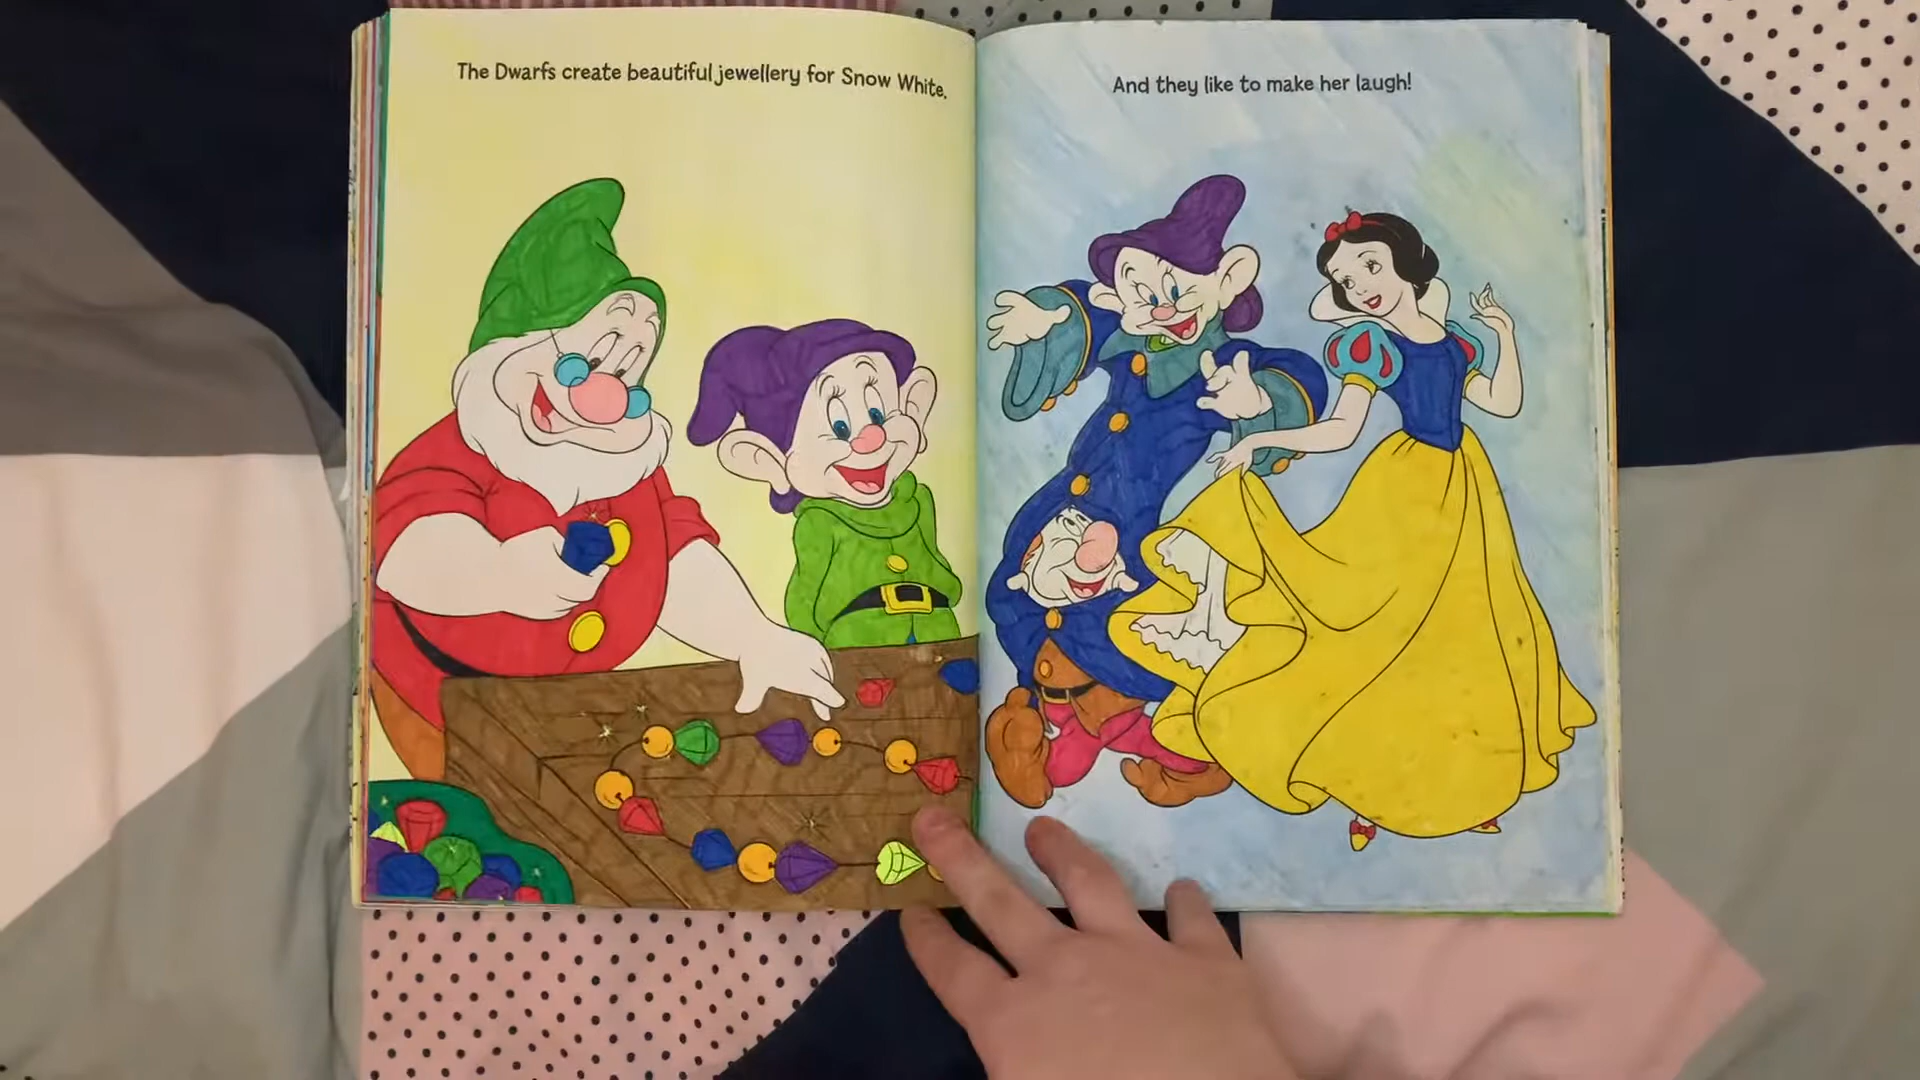 The Dwarfs create beautiful jewellery for Snow White.
And they like to make her laugh!